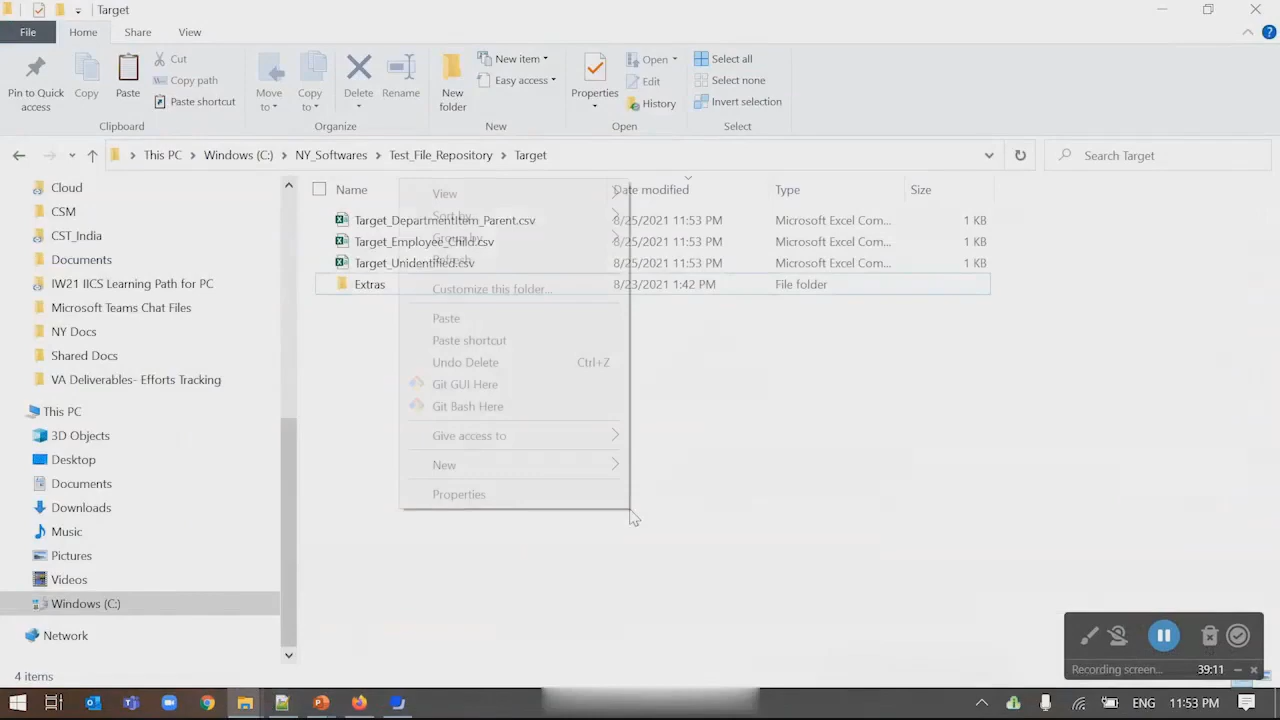 Target
File Home Share View
Pin to Quick access
Copy
Paste
Cut
Copy path
Paste shortcut
Clipboard
Move to
Copy to
Delete
Rename
Organize
New folder
New item
Easy access
New
Properties
Open
Edit
History
Open
Select all
Select none
Invert selection
Select
This PC Windows (C:) NY_Softwares Test_File_Repository Target
Search Target
Cloud
CSM
CST_India
Documents
IW21 IICS Learning Path for PC
Microsoft Teams Chat Files
NY Docs
Shared Docs
VA Deliverables- Efforts Tracking
This PC
3D Objects
Desktop
Documents
Downloads
Music
Pictures
Videos
Windows (C:)
Network
Name Date modified Type Size
Target_DepartmentItem_Parent.csv 8/25/2021 11:53 PM Microsoft Excel Com... 1 KB
Target_Employee_Child.csv 8/25/2021 11:53 PM Microsoft Excel Com... 1 KB
Target_Unidentified.csv 8/25/2021 11:53 PM Microsoft Excel Com... 1 KB
Extras 8/23/2021 1:42 PM File folder
View
Sort by
Group by
Refresh
Customize this folder...
Paste
Paste shortcut
Undo Delete Ctrl+Z
Git GUI Here
Git Bash Here
Give access to
New
Properties
Recording screen... 39:11
4 items
ENG 11:53 PM